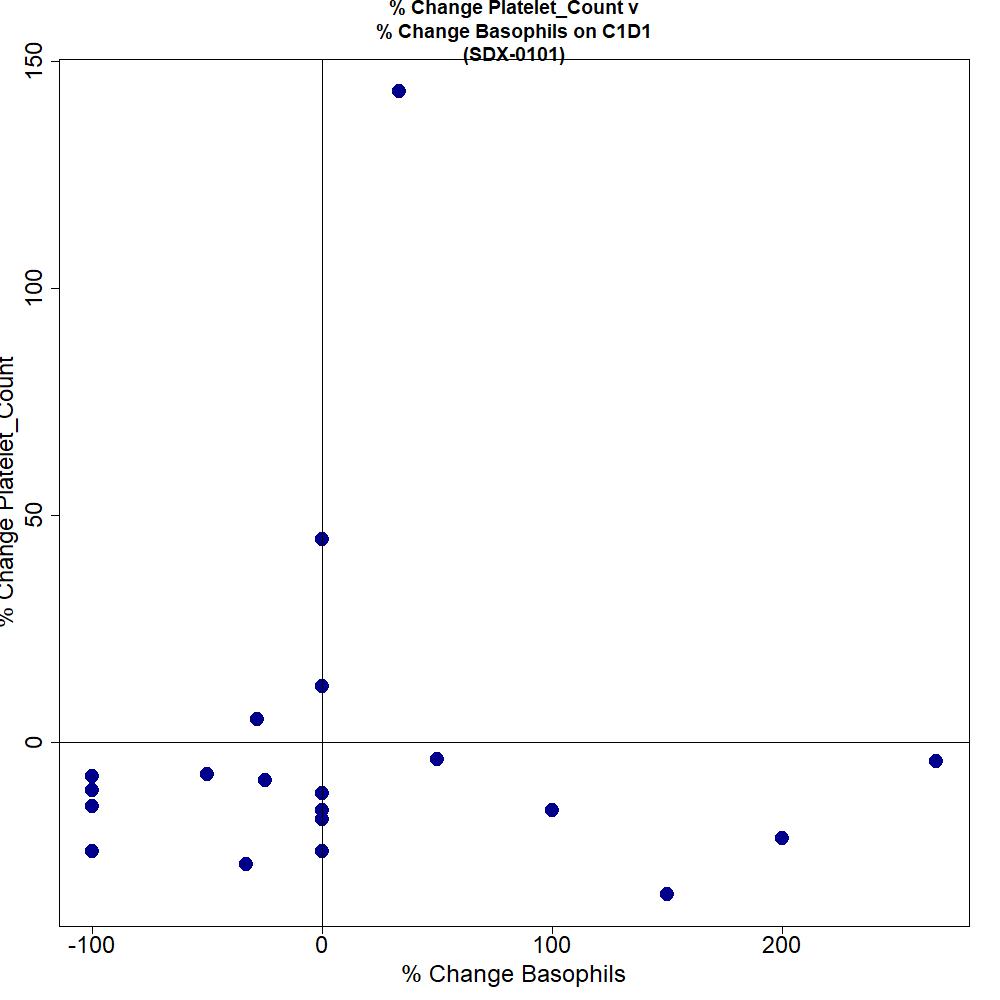 % Change Platelet_Count v
% Change Basophils on C1D1
(SDX-0101)
150
100
50
0
% Change Platelet_Count
-100
0
100
200
% Change Basophils